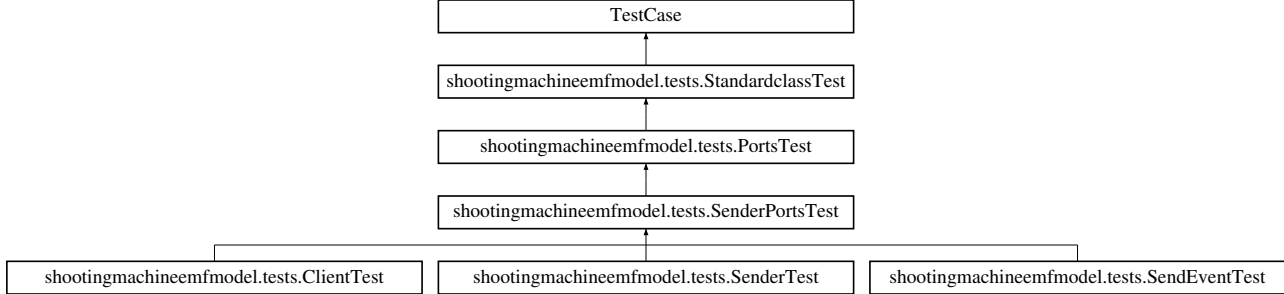 TestCase
shootingmachineemfmodel.tests.StandardclassTest
shootingmachineemfmodel.tests.PortsTest
shootingmachineemfmodel.tests.SenderPortsTest
shootingmachineemfmodel.tests.ClientTest
shootingmachineemfmodel.tests.SenderTest
shootingmachineemfmodel.tests.SendEventTest